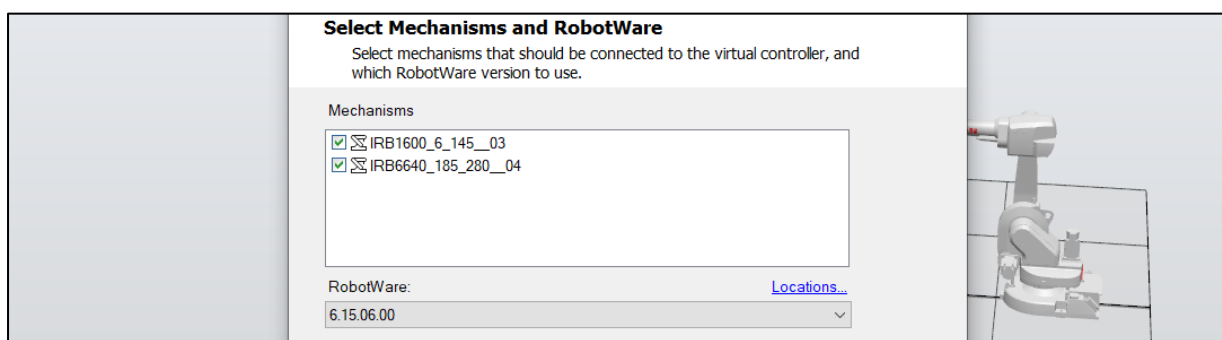 Select Mechanisms and RobotWare
Select mechanisms that should be connected to the virtual controller, and
which RobotWare version to use.
Mechanisms
IRB1600_6_145__03
IRB6640_185_280__04
RobotWare:
Locations...
6.15.06.00